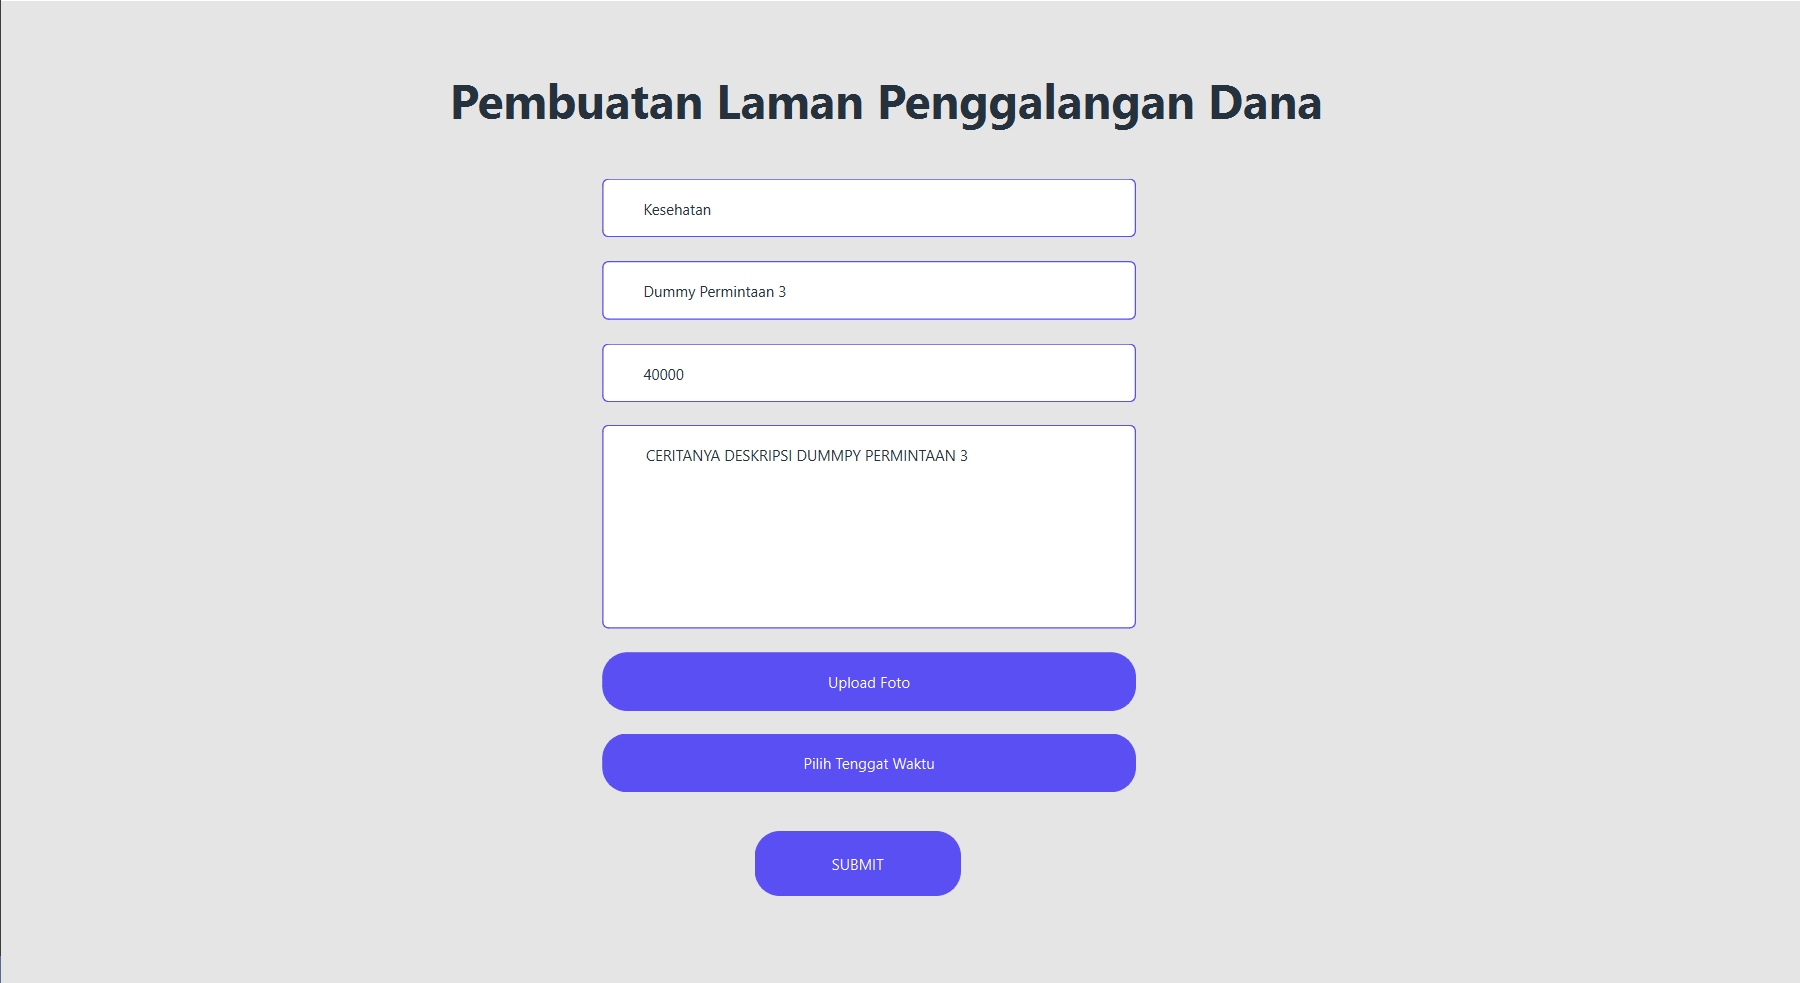 Pembuatan Laman Penggalangan Dana
Kesehatan
Dummy Permintaan 3
40000
CERITANYA DESKRIPSI DUMMPY PERMINTAAN 3
Upload Foto
Pilih Tenggat Waktu
SUBMIT